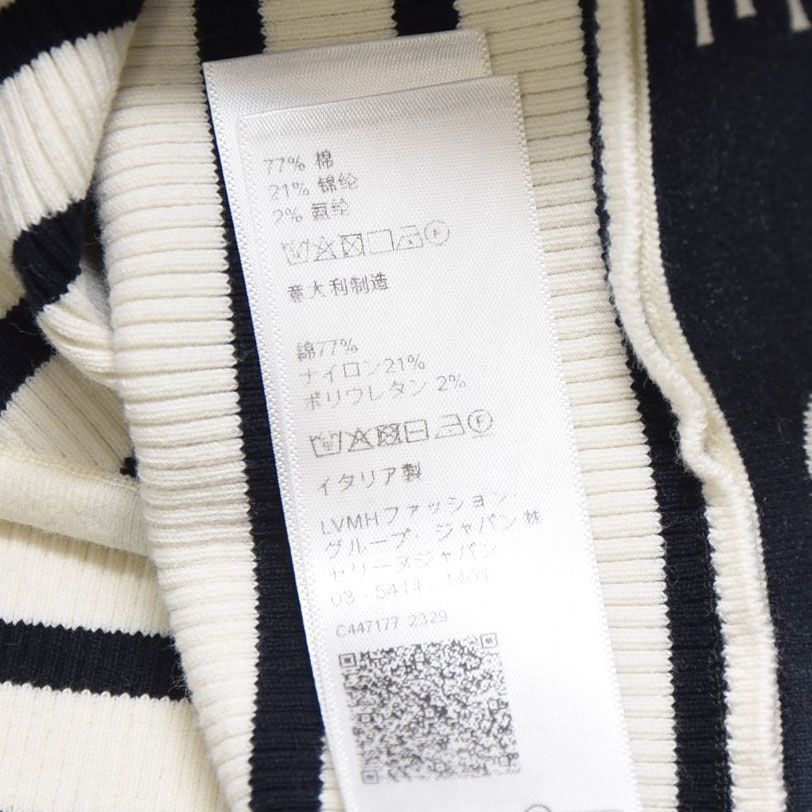 77% 棉
21% 锦纶
2% 氨纶
意大利制造
綿77%
ナイロン21%
ポリウレタン 2%
イタリア製
LVMHファッション・
グループ・ジャパン 株
セリーヌジャパン
03-5414-1401
C447177 2329